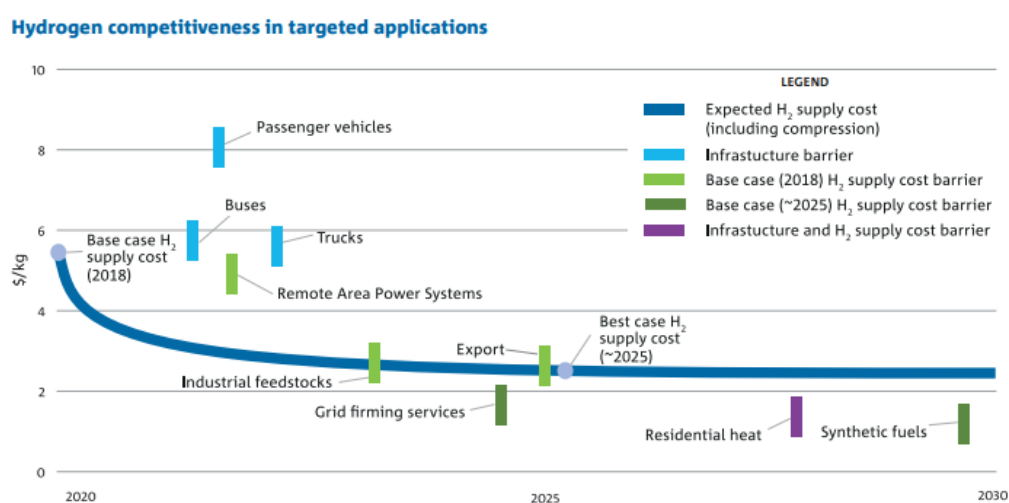 Hydrogen competitiveness in targeted applications
10
LEGEND
Expected H₂ supply cost
(including compression)
Passenger vehicles
8
Infrastucture barrier
Base case (2018) H₂ supply cost barrier
Buses
Base case (~2025) H₂ supply cost barrier
6
Infrastucture and H₂ supply cost barrier
Base case H₂
supply cost
(2018)
Trucks
$/kg
Remote Area Power Systems
4
Best case H₂
supply cost
(~2025)
Export
Industrial feedstocks
2
Grid firming services
Residential heat
Synthetic fuels
0
2020
2025
2030